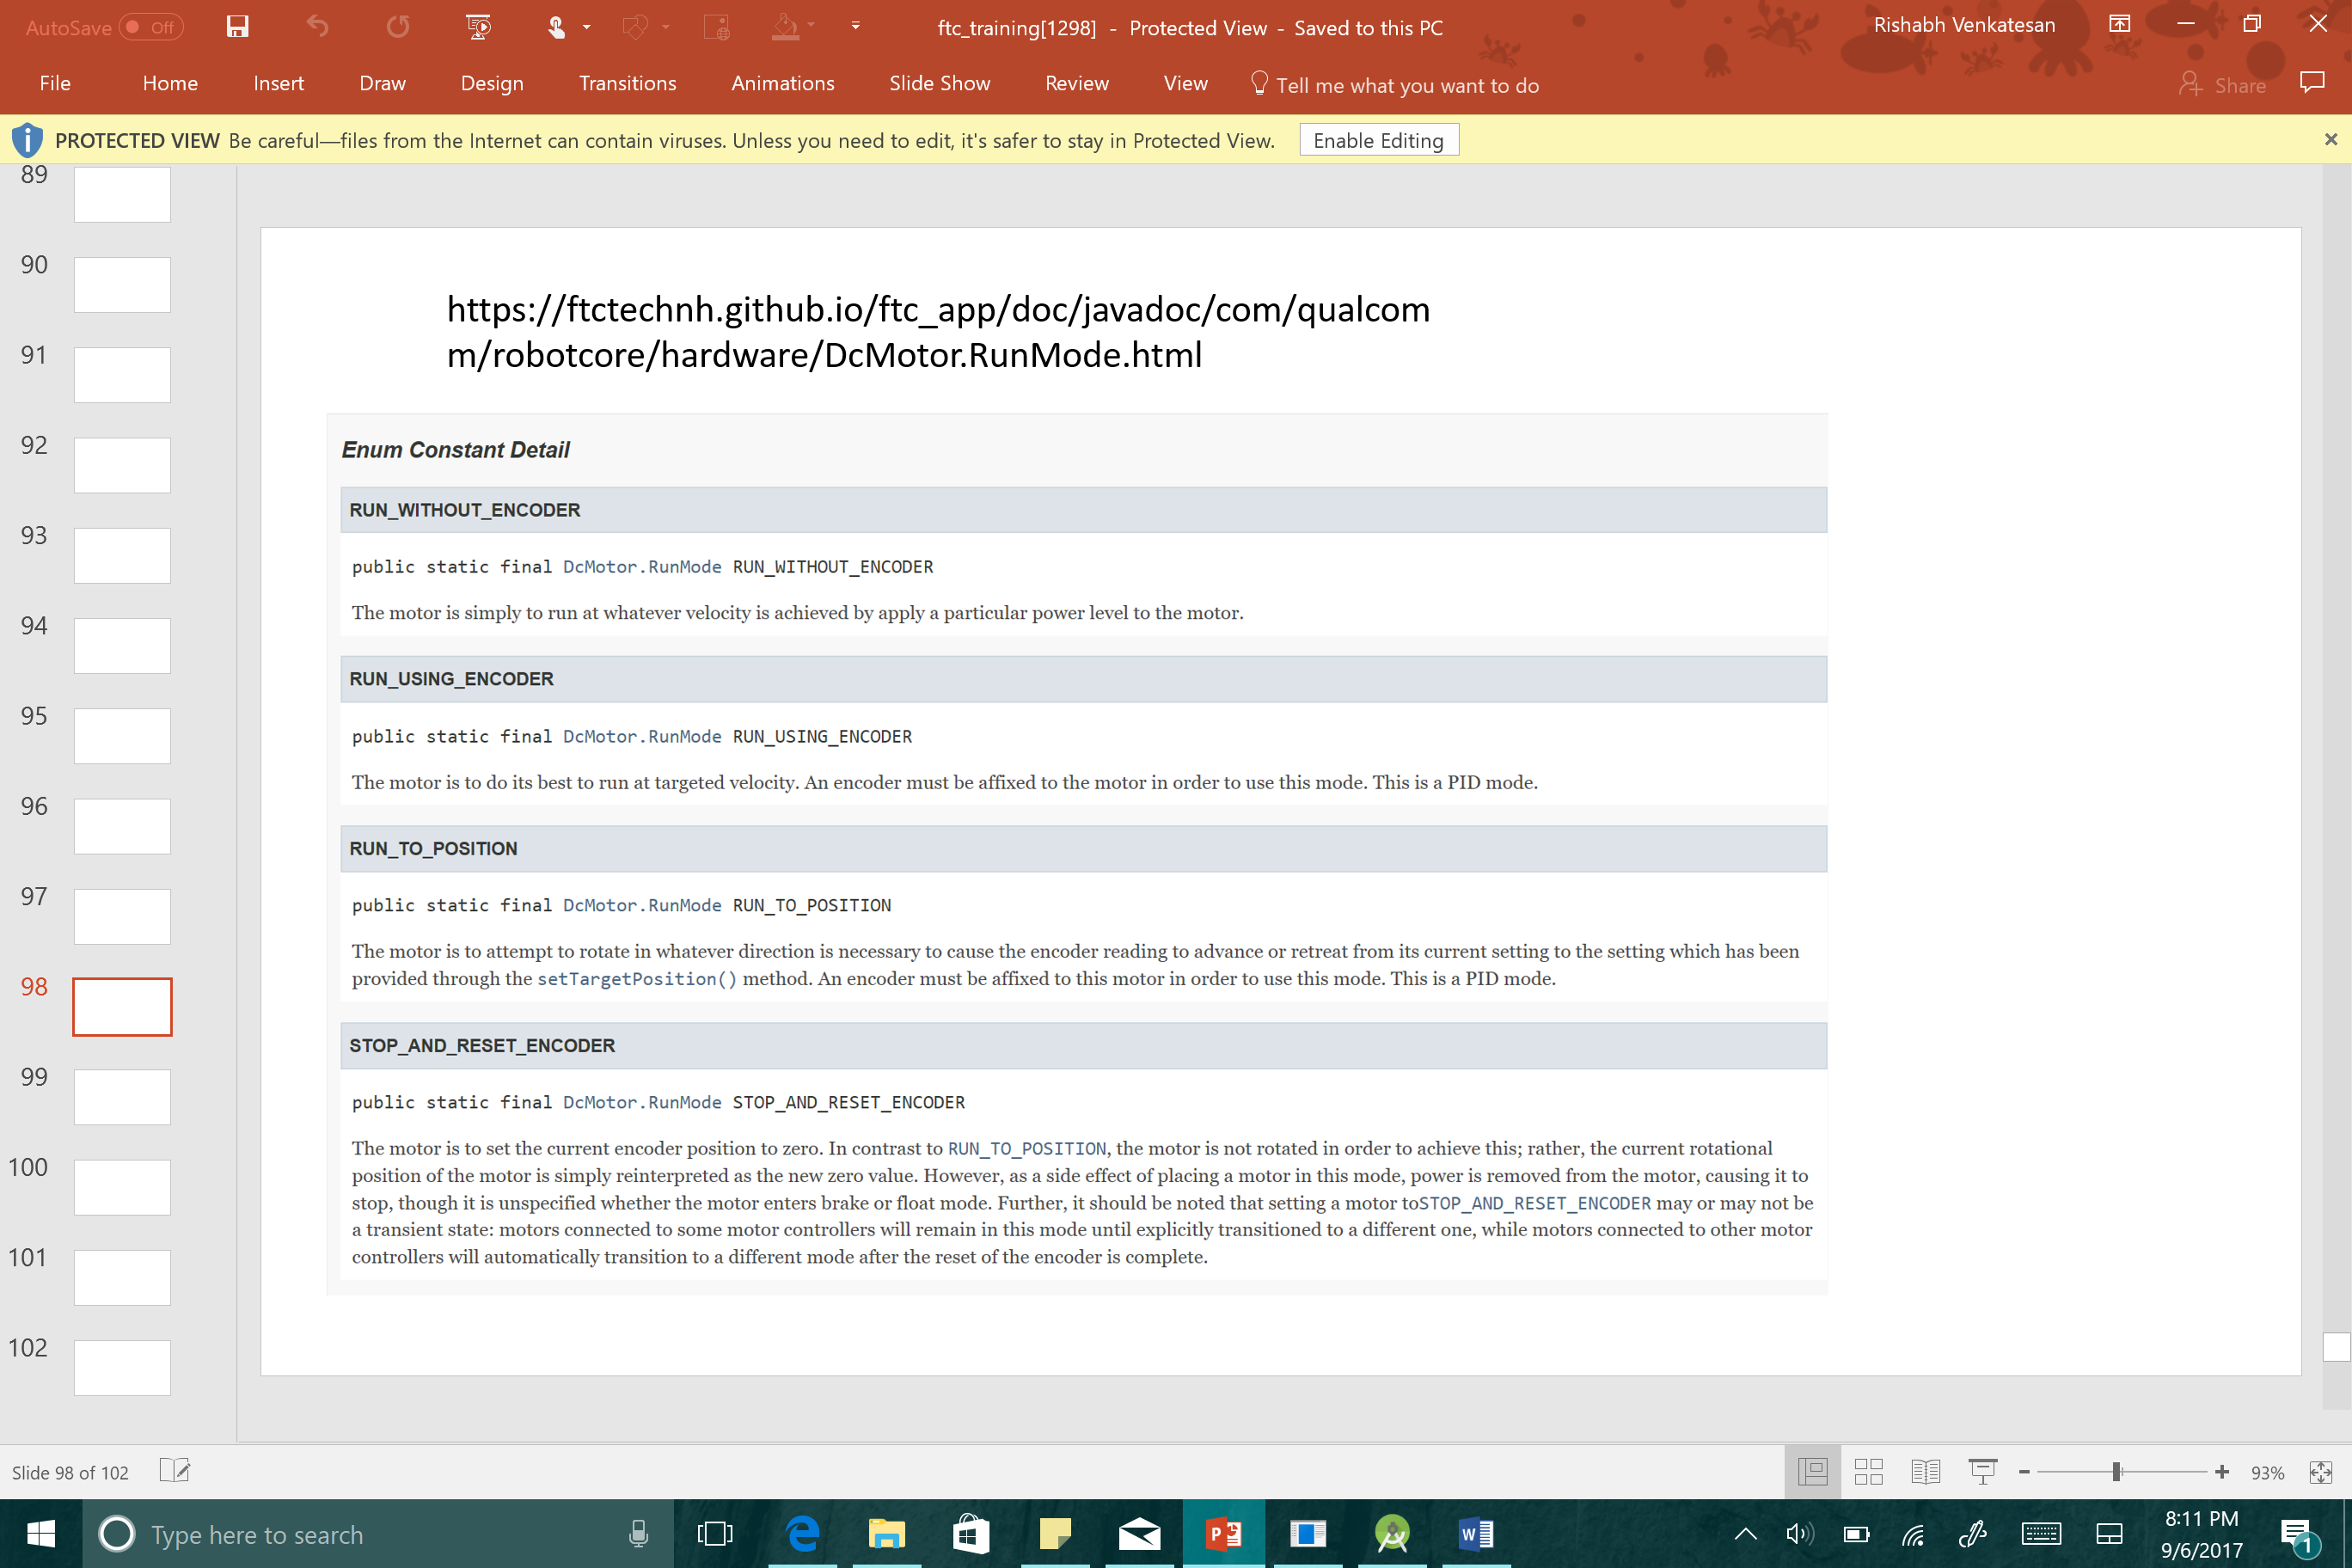 AutoSave Off
ftc_training[1298] - Protected View - Saved to this PC
Rishabh Venkatesan
File Home Insert Draw Design Transitions Animations Slide Show Review View Tell me what you want to do Share
PROTECTED VIEW Be careful—files from the Internet can contain viruses. Unless you need to edit, it's safer to stay in Protected View. Enable Editing
89
90
91
92
93
94
95
96
97
98
99
100
101
102
https://ftctechnh.github.io/ftc_app/doc/javadoc/com/qualcom
m/robotcore/hardware/DcMotor.RunMode.html
Enum Constant Detail
RUN_WITHOUT_ENCODER
public static final DcMotor.RunMode RUN_WITHOUT_ENCODER
The motor is simply to run at whatever velocity is achieved by apply a particular power level to the motor.
RUN_USING_ENCODER
public static final DcMotor.RunMode RUN_USING_ENCODER
The motor is to do its best to run at targeted velocity. An encoder must be affixed to the motor in order to use this mode. This is a PID mode.
RUN_TO_POSITION
public static final DcMotor.RunMode RUN_TO_POSITION
The motor is to attempt to rotate in whatever direction is necessary to cause the encoder reading to advance or retreat from its current setting to the setting which has been
provided through the setTargetPosition() method. An encoder must be affixed to this motor in order to use this mode. This is a PID mode.
STOP_AND_RESET_ENCODER
public static final DcMotor.RunMode STOP_AND_RESET_ENCODER
The motor is to set the current encoder position to zero. In contrast to RUN_TO_POSITION, the motor is not rotated in order to achieve this; rather, the current rotational
position of the motor is simply reinterpreted as the new zero value. However, as a side effect of placing a motor in this mode, power is removed from the motor, causing it to
stop, though it is unspecified whether the motor enters brake or float mode. Further, it should be noted that setting a motor toSTOP_AND_RESET_ENCODER may or may not be
a transient state: motors connected to some motor controllers will remain in this mode until explicitly transitioned to a different one, while motors connected to other motor
controllers will automatically transition to a different mode after the reset of the encoder is complete.
Slide 98 of 102
93%
Type here to search
8:11 PM
9/6/2017
1